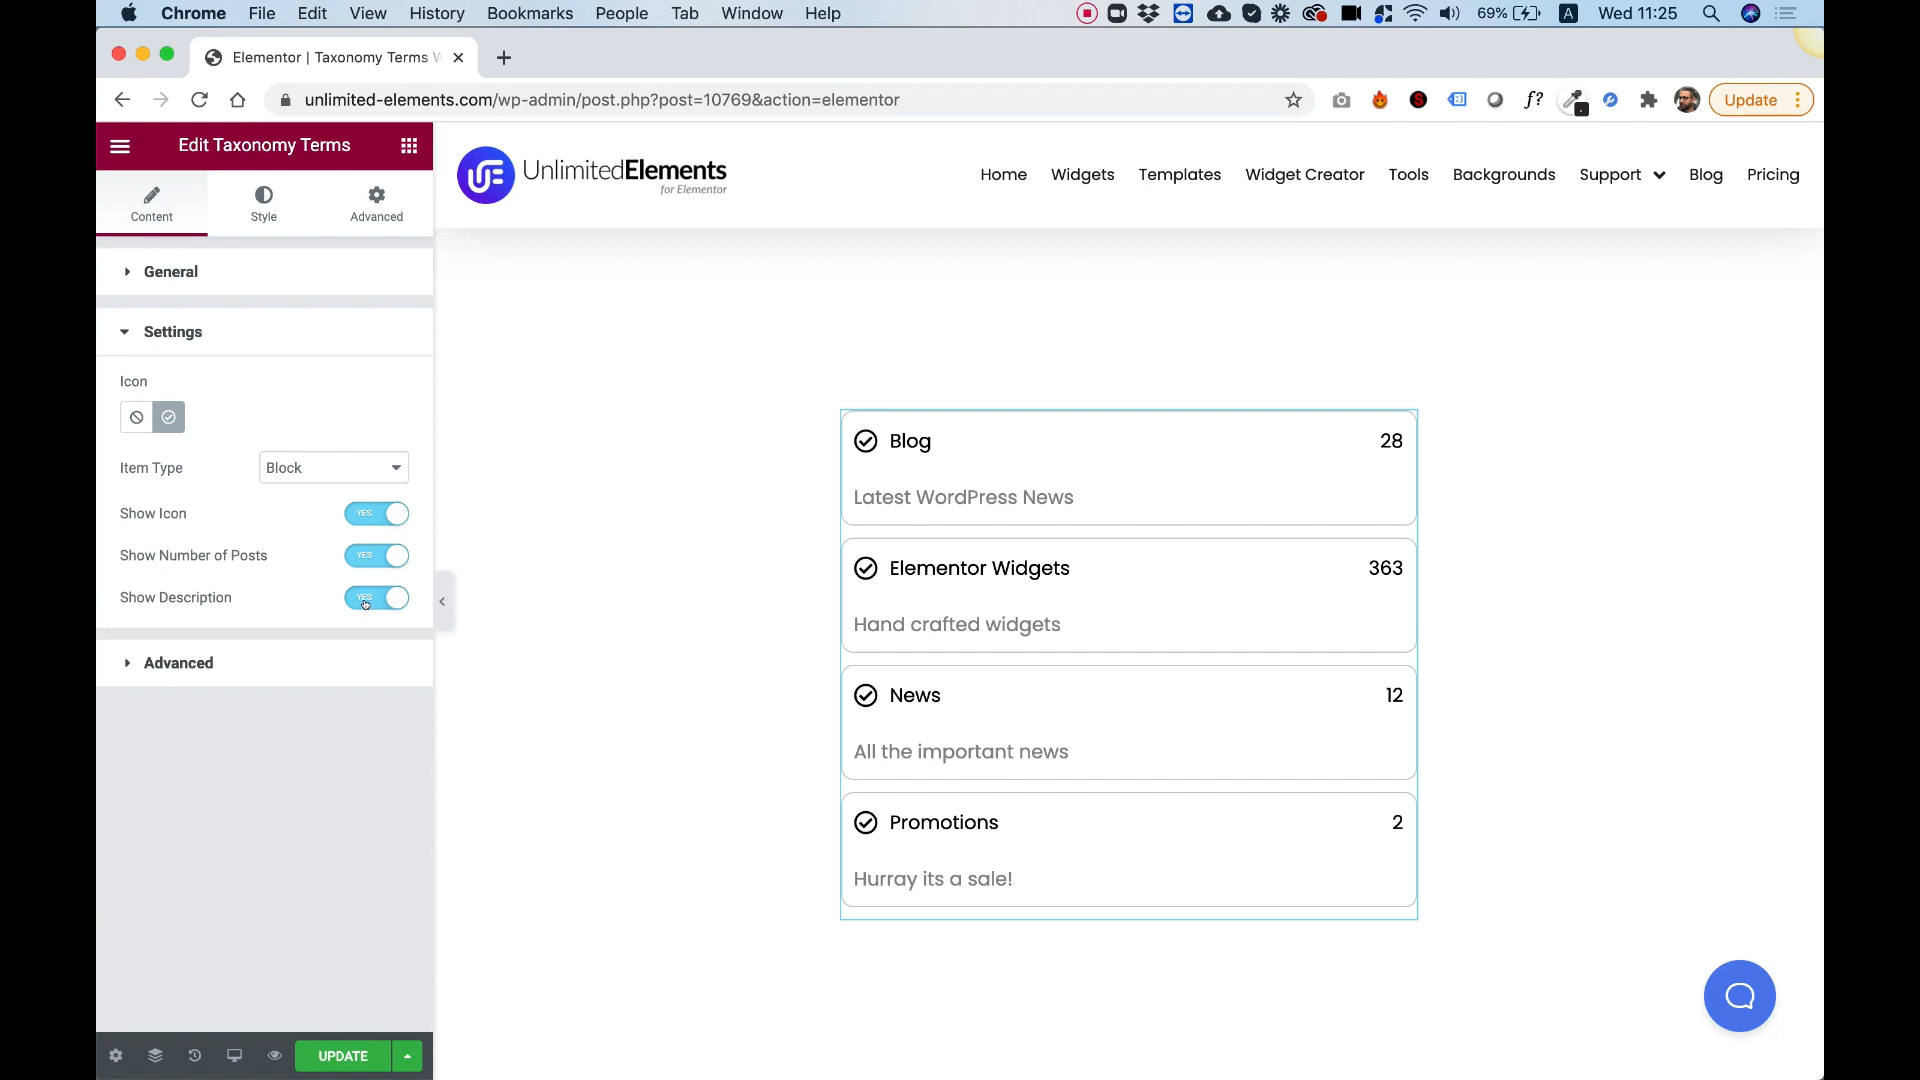 Chrome File Edit View History Bookmarks People Tab Window Help 69% A Wed 11:25
Elementor | Taxonomy Terms W
unlimited-elements.com/wp-admin/post.php?post=10769&action=elementor
f? Update
Edit Taxonomy Terms
Content Style Advanced
General
Settings
Icon
Item Type Block
Show Icon YES
Show Number of Posts YES
Show Description YES
Advanced
UPDATE
UnlimitedElements
for Elementor
Home Widgets Templates Widget Creator Tools Backgrounds Support Blog Pricing
Blog 28
Latest WordPress News
Elementor Widgets 363
Hand crafted widgets
News 12
All the important news
Promotions 2
Hurray its a sale!